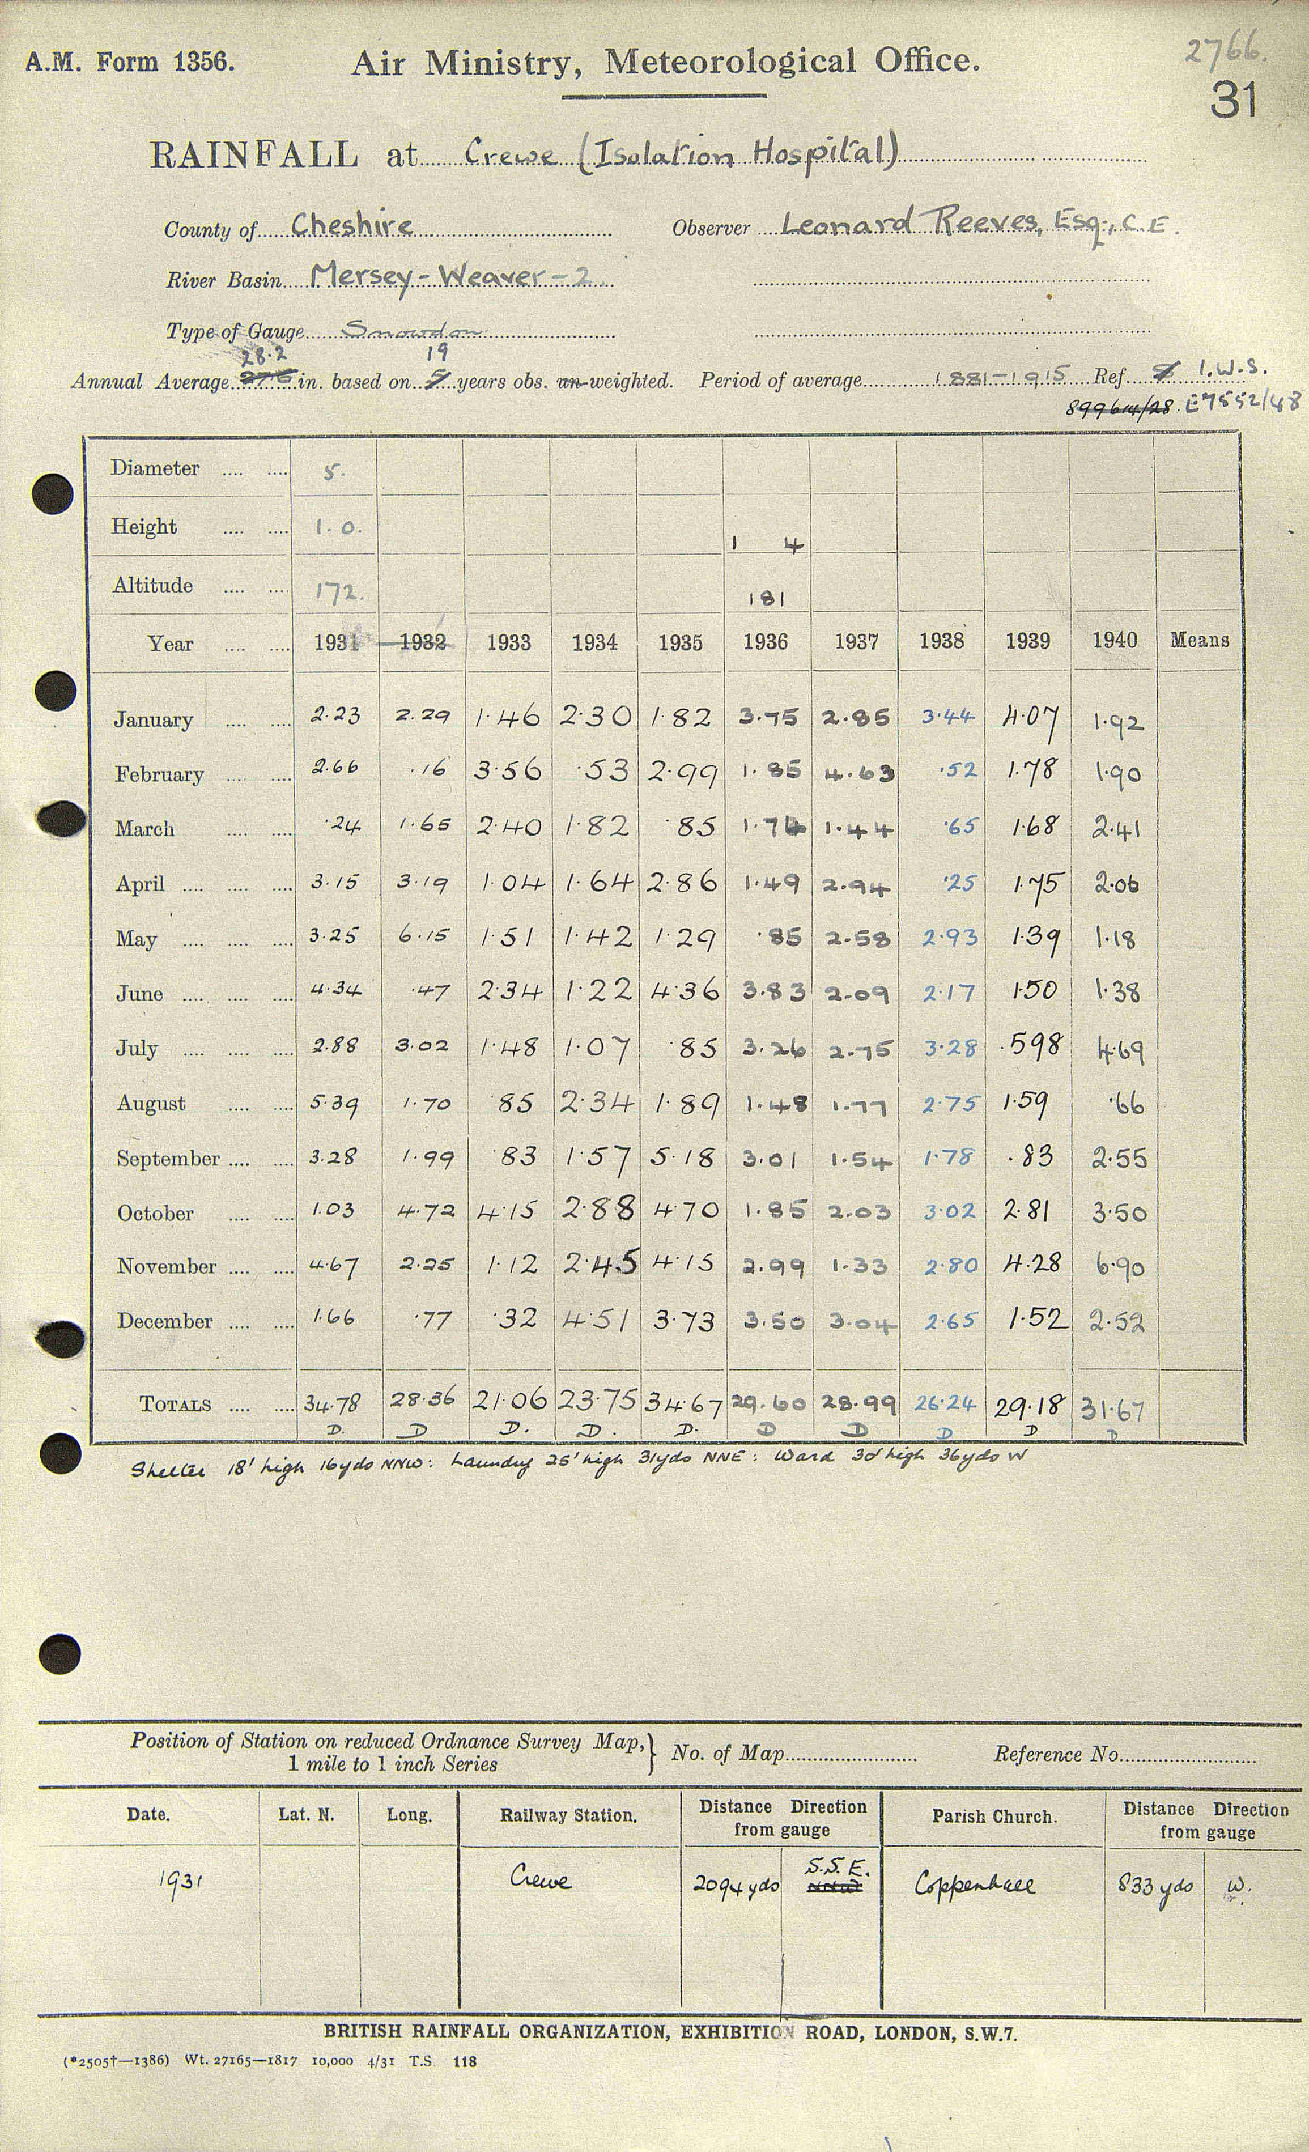 2766.
A.M. Form 1356. Air Ministry, Meteorological Office.
31
RAINFALL at Crewe (Isolation Hospital)
County of Cheshire Observer Leonard Reeves, Esq., C.E.
River Basin Mersey-Weaver-2
Type of Gauge Snowdon
28.2 19
Annual Average 27.6 in. based on years obs. un-weighted. Period of average 1881-1915 Ref I.W.S.
89964/28. E7552/48
Diameter .... .... 5.
Height .... .... 1.0. 1 4
Altitude .... .... 172. 181
Year .... .... 1931 1932 1933 1934 1935 1936 1937 1938 1939 1940 Means
January .... .... 2.23 2.29 1.46 2.30 1.82 3.75 2.85 3.44 4.07 1.92
February .... .... 2.66 .16 3.56 .53 2.99 1.85 4.63 .52 1.78 1.90
March .... .... .24 1.65 2.40 1.82 .85 1.74 1.44 .65 1.68 2.41
April .... .... .... 3.15 3.19 1.04 1.64 2.86 1.49 2.94 .25 1.75 2.06
May .... .... .... 3.25 6.15 1.51 1.42 1.29 .85 2.58 2.93 1.39 1.18
June .... .... .... 4.34 .47 2.34 1.22 4.36 3.83 2.09 2.17 1.50 1.38
July .... .... .... 2.88 3.02 1.48 1.07 .85 3.26 2.75 3.28 .598 4.69
August .... .... 5.39 1.70 .85 2.34 1.89 1.48 1.77 2.75 1.59 .66
September .... .... 3.28 1.99 .83 1.57 5.18 3.01 1.54 1.78 .83 2.55
October .... .... 1.03 4.72 4.15 2.88 4.70 1.85 2.03 3.02 2.81 3.50
November .... .... 4.67 2.25 1.12 2.45 4.15 2.99 1.33 2.80 4.28 6.90
December .... .... 1.66 .77 .32 4.51 3.73 3.50 3.04 2.65 1.52 2.52
TOTALS .... .... 34.78 28.36 21.06 23.75 34.67 29.60 28.99 26.24 29.18 31.67
D. D D. D. D. D D D D D
Shelter 18' high 16yds NNW: Laundry 25' high 31yds NNE: Ward 30' high 36yds W
Position of Station on reduced Ordnance Survey Map,} No. of Map Reference No.
1 mile to 1 inch Series
Date. Lat. N. Long. Railway Station. Distance Direction from gauge Parish Church. Distance Direction from gauge
S.S.E.
1931 Crewe 2094 yds NNW Coppenhall 833 yds W.
BRITISH RAINFALL ORGANIZATION, EXHIBITION ROAD, LONDON, S.W.7.
(*2505†—1386) Wt. 27165—1817 10,000 4/31 T.S. 118